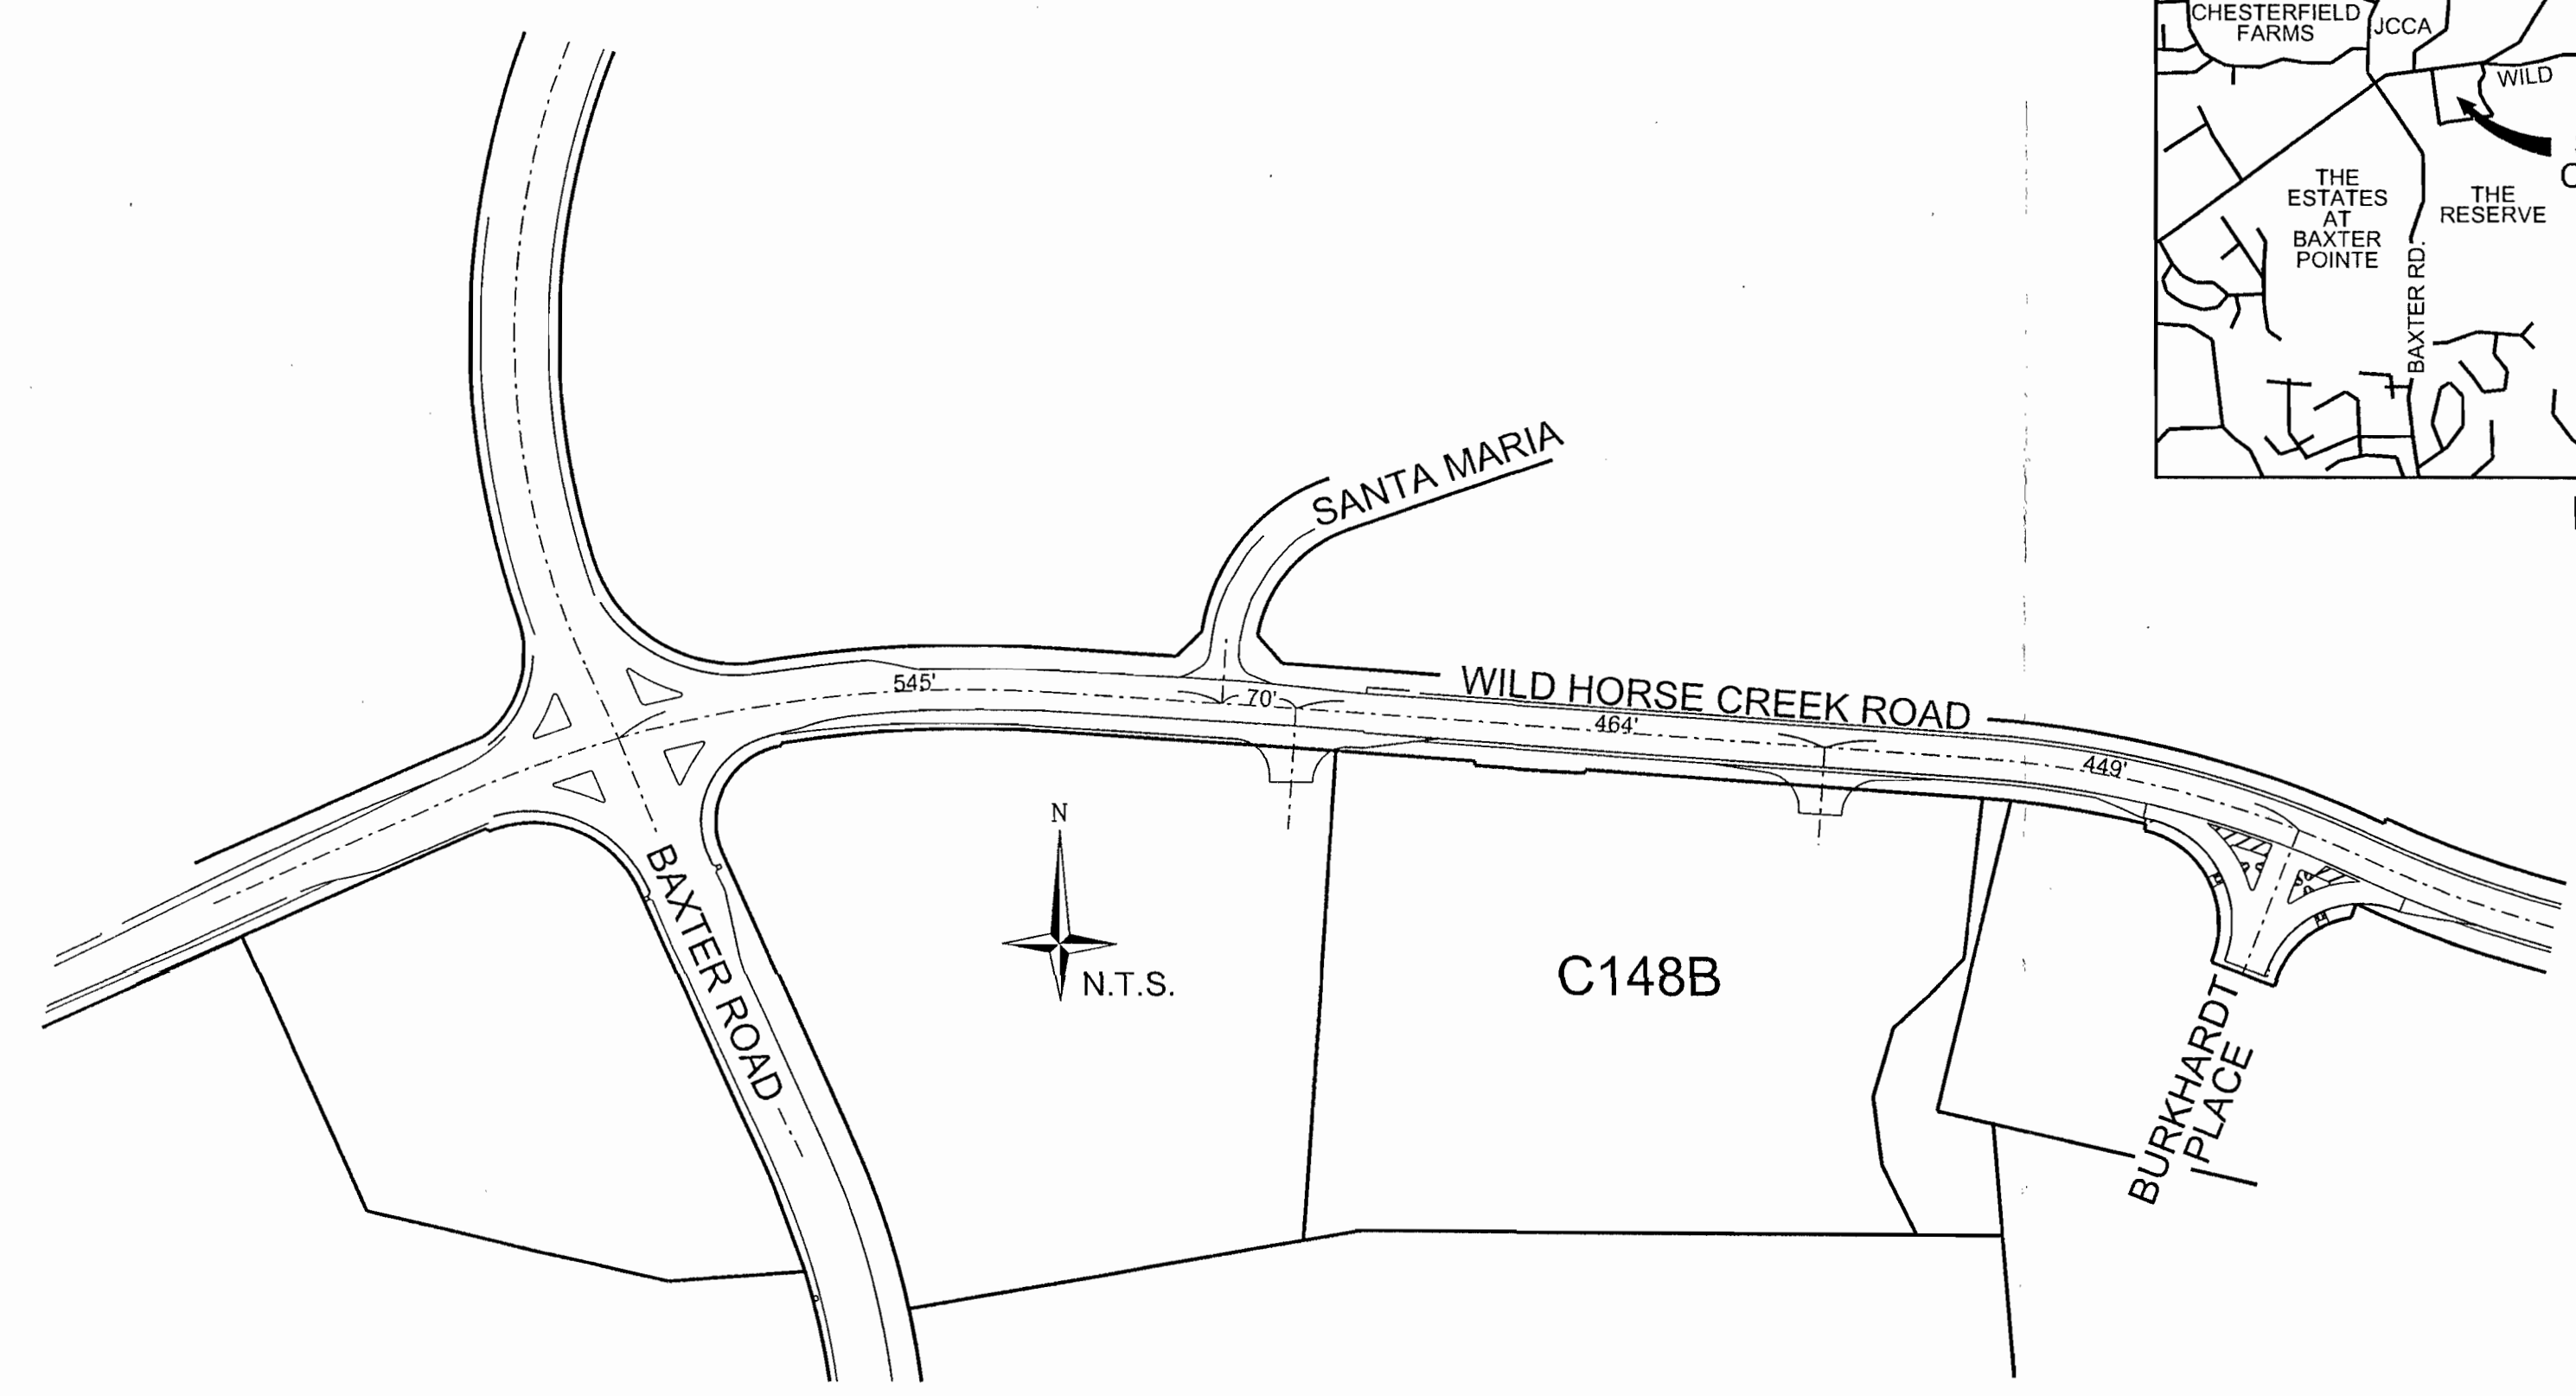 CHESTERFIELD
FARMS
JCCA
WILD
THE
ESTATES
AT
BAXTER
POINTE
THE
RESERVE
BAXTER RD.
SANTA MARIA
WILD HORSE CREEK ROAD
545'
70'
464'
449'
BAXTER ROAD
N
N.T.S.
C148B
BURKHARDT
PLACE